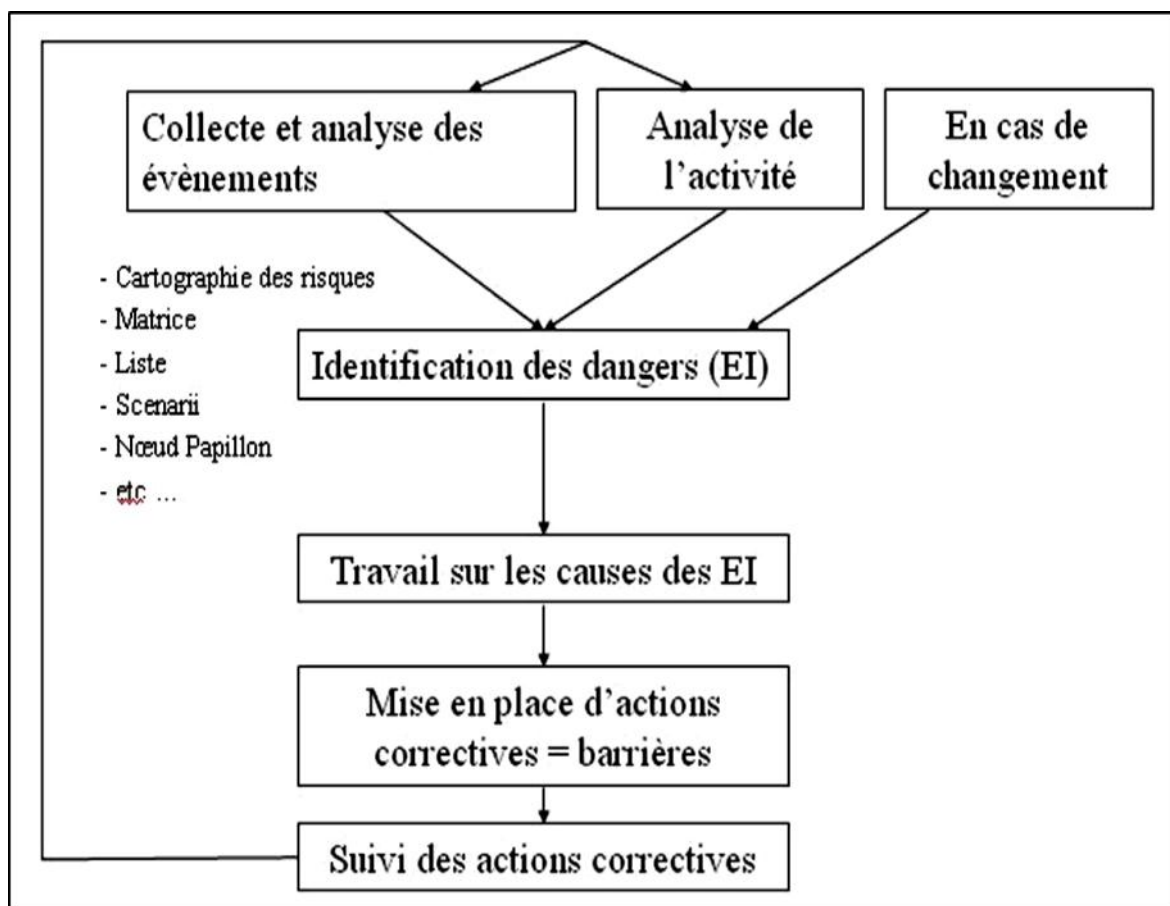 Collecte et analyse des
évènements
Analyse de
l’activité
En cas de
changement
- Cartographie des risques
- Matrice
- Liste
- Scenarii
- Nœud Papillon
- etc ...
Identification des dangers (EI)
Travail sur les causes des EI
Mise en place d’actions
correctives = barrières
Suivi des actions correctives